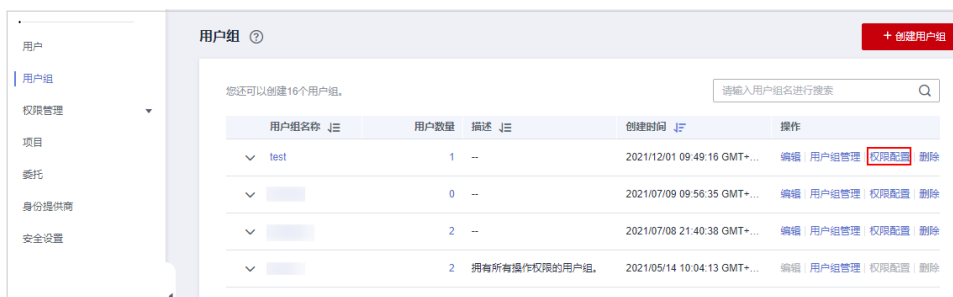 用户
用户组
权限管理
项目
委托
身份提供商
安全设置
用户组
+ 创建用户组
您还可以创建16个用户组。
请输入用户组名进行搜索
用户组名称 用户数量 描述 创建时间 操作
test 1 -- 2021/12/01 09:49:16 GMT+... 编辑 用户组管理 权限配置 删除
0 -- 2021/07/09 09:56:35 GMT+... 编辑 用户组管理 权限配置 删除
2 -- 2021/07/08 21:40:38 GMT+... 编辑 用户组管理 权限配置 删除
2 拥有所有操作权限的用户组。 2021/05/14 10:04:13 GMT+... 编辑 用户组管理 权限配置 删除